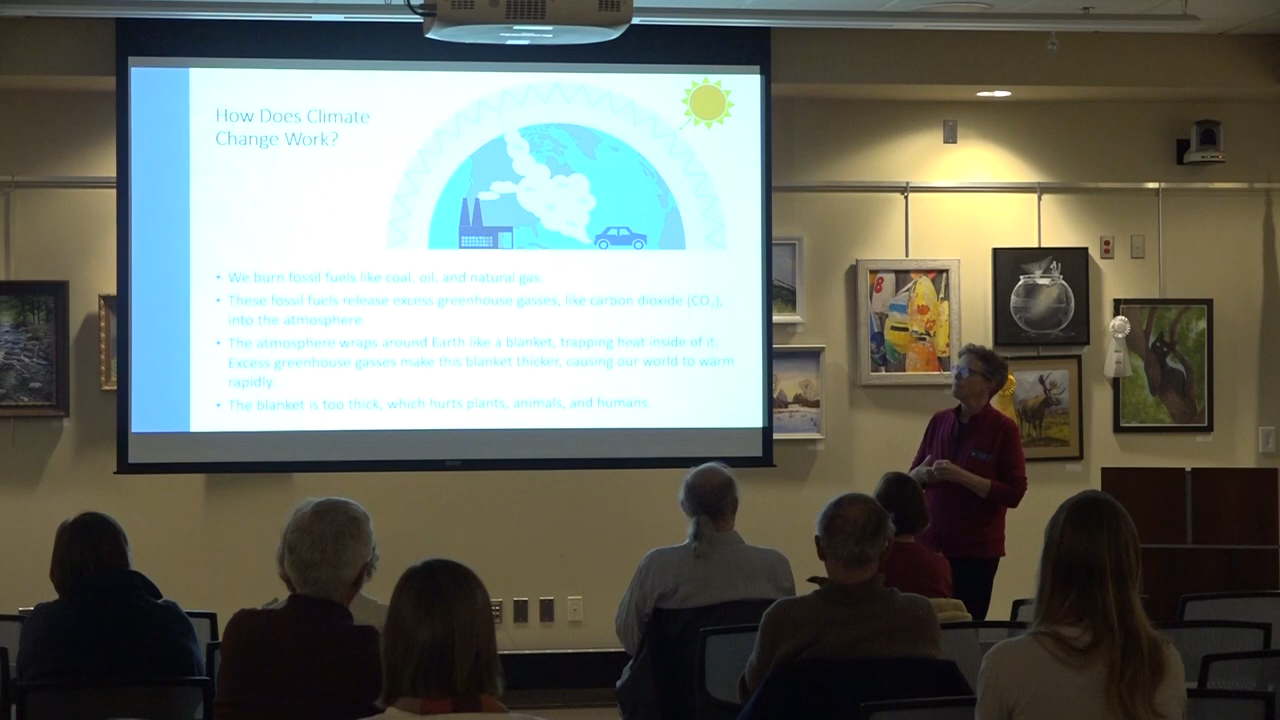 How Does Climate
Change Work?
• We burn fossil fuels like coal, oil, and natural gas.
• These fossil fuels release excess greenhouse gasses, like carbon dioxide (CO₂),
into the atmosphere.
• The atmosphere wraps around Earth like a blanket, trapping heat inside of it.
Excess greenhouse gasses make this blanket thicker, causing our world to warm
rapidly.
• The blanket is too thick, which hurts plants, animals, and humans.